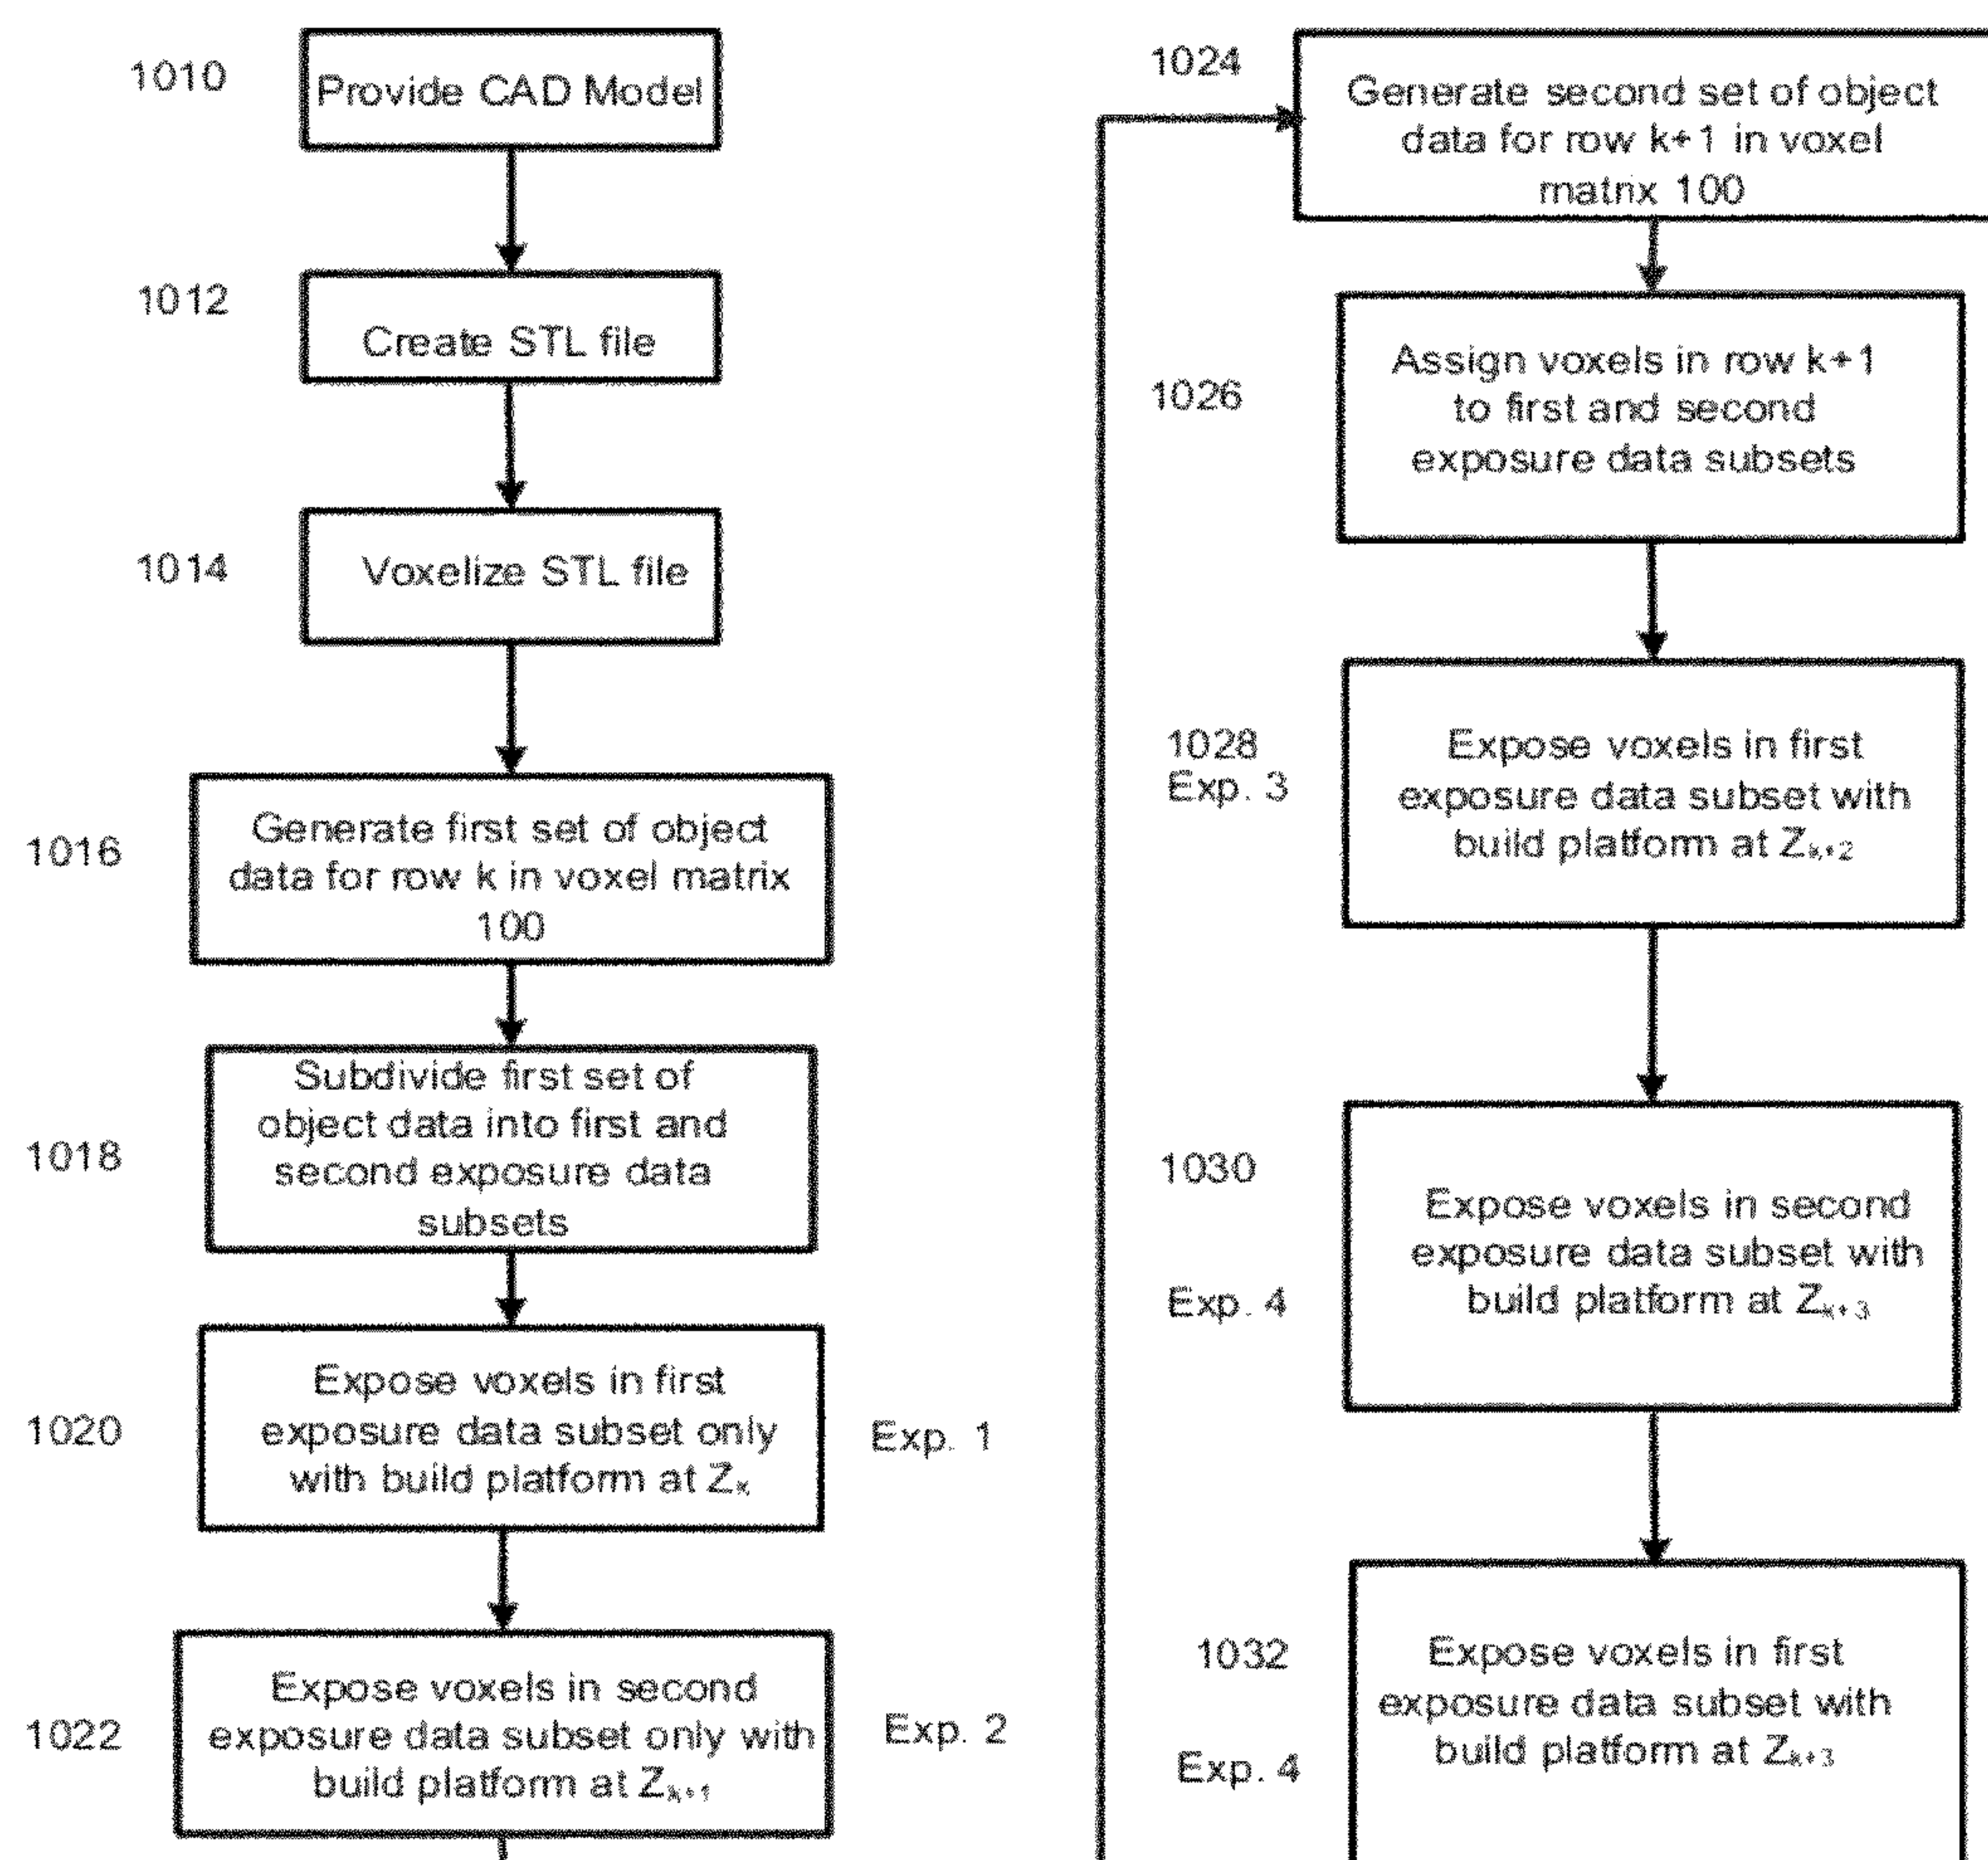 1010
Provide CAD Model
1012
Create STL file
1014
Voxelize STL file
1016
Generate first set of object
data for row k in voxel matrix
100
1018
Subdivide first set of
object data into first and
second exposure data
subsets
1020
Expose voxels in first
exposure data subset only
with build platform at Zₖ
Exp. 1
1022
Expose voxels in second
exposure data subset only with
build platform at Zₖ₊₁
Exp. 2
1024
Generate second set of object
data for row k+1 in voxel
matrix 100
1026
Assign voxels in row k+1
to first and second
exposure data subsets
1028
Exp. 3
Expose voxels in first
exposure data subset with
build platform at Zₖ₊₂
1030
Exp. 4
Expose voxels in second
exposure data subset with
build platform at Zₖ₊₃
1032
Exp. 4
Expose voxels in first
exposure data subset with
build platform at Zₖ₊₃